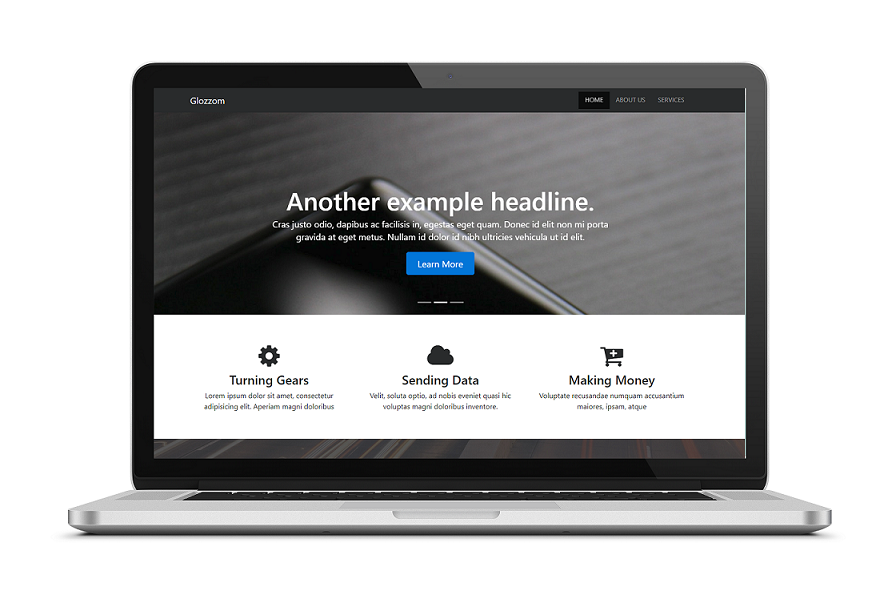 Glozzom
HOME ABOUT US SERVICES
Another example headline.
Cras justo odio, dapibus ac facilisis in, egestas eget quam. Donec id elit non mi porta
gravida at eget metus. Nullam id dolor id nibh ultricies vehicula ut id elit.
Learn More
Turning Gears
Lorem ipsum dolor sit amet, consectetur
adipisicing elit. Aperiam magni doloribus
Sending Data
Velit, soluta optio, ad nobis eveniet quasi hic
voluptas magni doloribus inventore.
Making Money
Voluptate recusandae numquam accusantium
maiores, ipsam, atque